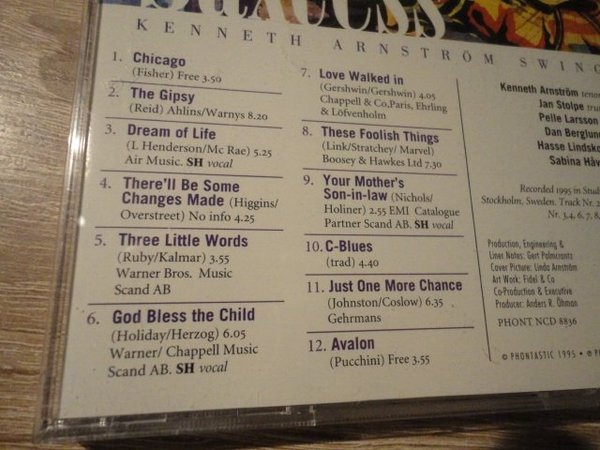 KENNETH ARNSTRÖM SWING
1. Chicago
(Fisher) Free 3.50
2. The Gipsy
(Reid) Ahlins/Warnys 8.20
3. Dream of Life
(L Henderson/Mc Rae) 5.25
Air Music. SH vocal
4. There'll Be Some
Changes Made (Higgins/
Overstreet) No info 4.25
5. Three Little Words
(Ruby/Kalmar) 3.55
Warner Bros. Music
Scand AB
6. God Bless the Child
(Holiday/Herzog) 6.05
Warner/ Chappell Music
Scand AB. SH vocal
7. Love Walked in
(Gershwin/Gershwin) 4.05
Chappell & Co,Paris, Ehrling
& Löfvenholm
8. These Foolish Things
(Link/Stratchey/ Marvel)
Boosey & Hawkes Ltd 7.30
9. Your Mother's
Son-in-law (Nichols/
Holiner) 2.55 EMI Catalogue
Partner Scand AB. SH vocal
10. C-Blues
(trad) 4.40
11. Just One More Chance
(Johnston/Coslow) 6.35
Gehrmans
12. Avalon
(Pucchini) Free 3.55
Kenneth Arnström tenor
Jan Stolpe
Pelle Larsson
Dan Berglund
Hasse Lindsko
Sabina Häv
Recorded 1995 in Stud
Stockholm, Sweden. Track Nr. 2
Nr. 3,4, 6, 7, 8,
Production, Engineering &
Liner Notes: Gert Palmcrantz
Cover Picture: Linda Arnström
Art Work: Fidel & Co
Co-Production & Executive
Producer: Anders R. Öhman
PHONT NCD 8836
© PHONTASTIC 1995 •